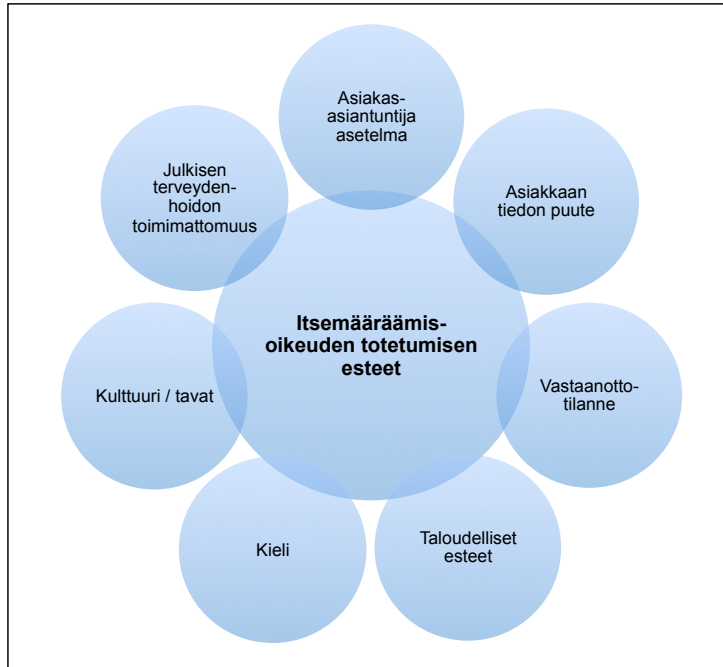 Asiakas-
asiantuntija
asetelma
Julkisen
terveyden-
hoidon
toimimattomuus
Asiakkaan
tiedon puute
Itsemääräämis-
oikeuden totetumisen
esteet
Kulttuuri / tavat
Vastaanotto-
tilanne
Kieli
Taloudelliset
esteet